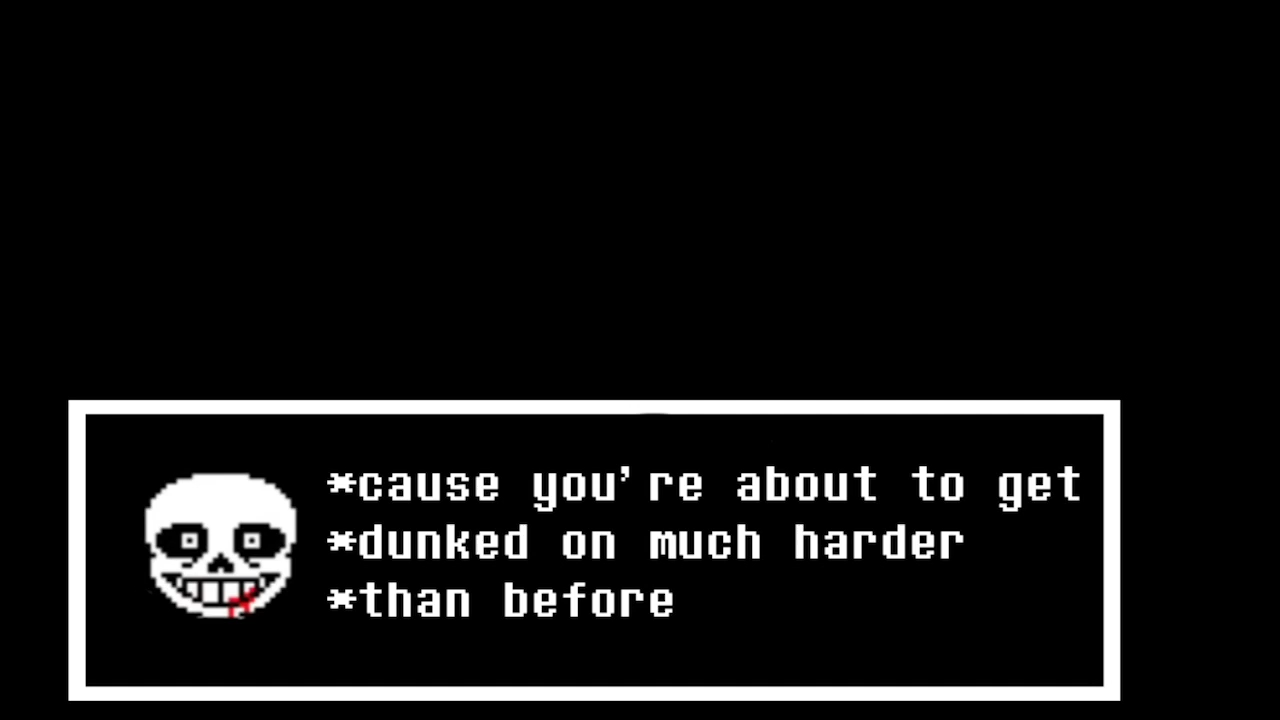 *cause you're about to get
*dunked on much harder
*than before